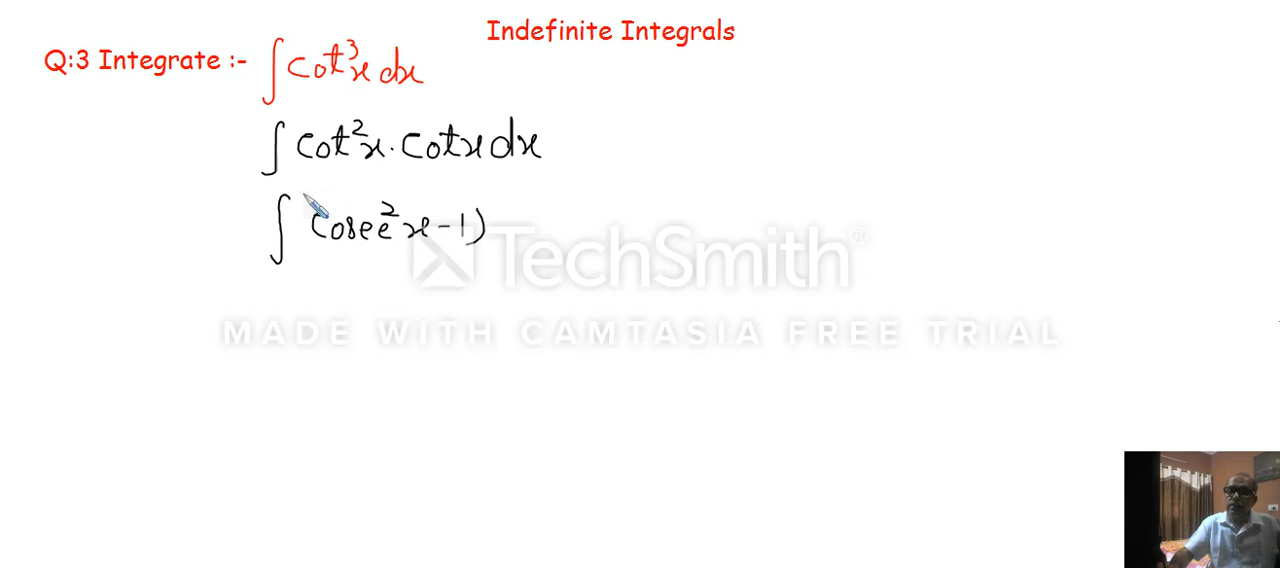 Indefinite Integrals
Q:3 Integrate :- ∫cot³x dx
∫cot²x · cotx dx
∫ cosec²x - 1)
TechSmith®
MADE WITH CAMTASIA FREE TRIAL